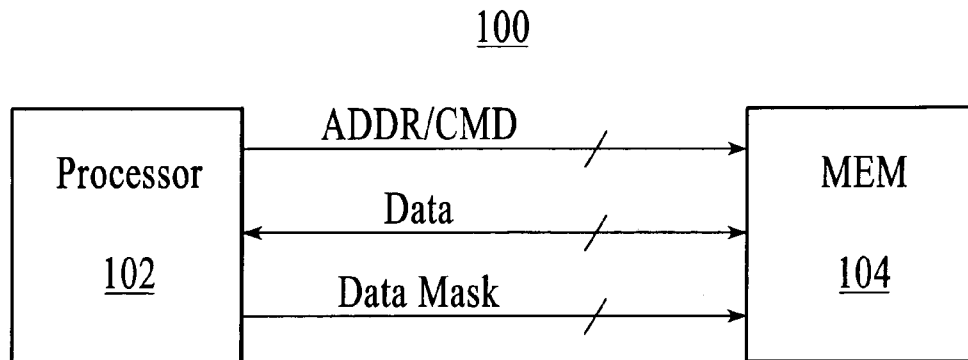 100
ADDR/CMD
Processor
MEM
Data
102
104
Data Mask